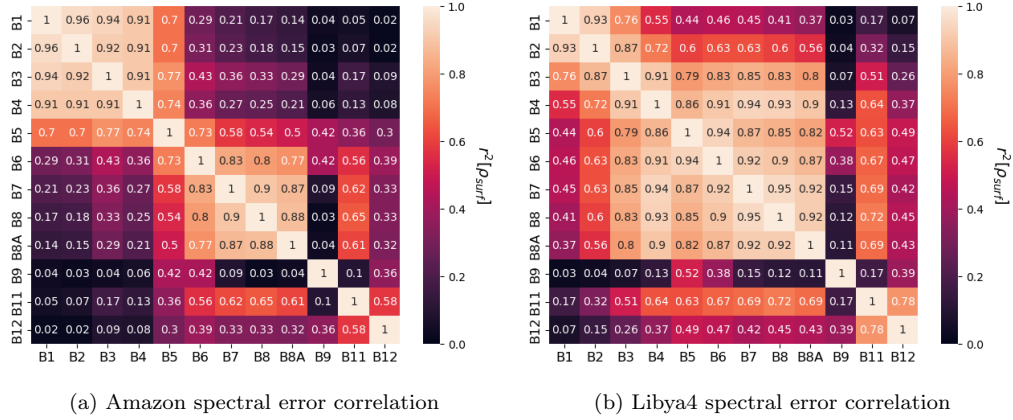 B1 1 0.96 0.94 0.91 0.7 0.29 0.21 0.17 0.14 0.04 0.05 0.02
B2 0.96 1 0.92 0.91 0.7 0.31 0.23 0.18 0.15 0.03 0.07 0.02
B3 0.94 0.92 1 0.91 0.77 0.43 0.36 0.33 0.29 0.04 0.17 0.09
B4 0.91 0.91 0.91 1 0.74 0.36 0.27 0.25 0.21 0.06 0.13 0.08
B5 0.7 0.7 0.77 0.74 1 0.73 0.58 0.54 0.5 0.42 0.36 0.3
B6 0.29 0.31 0.43 0.36 0.73 1 0.83 0.8 0.77 0.42 0.56 0.39
B7 0.21 0.23 0.36 0.27 0.58 0.83 1 0.9 0.87 0.09 0.62 0.33
B8 0.17 0.18 0.33 0.25 0.54 0.8 0.9 1 0.88 0.03 0.65 0.33
B8A 0.14 0.15 0.29 0.21 0.5 0.77 0.87 0.88 1 0.04 0.61 0.32
B9 0.04 0.03 0.04 0.06 0.42 0.42 0.09 0.03 0.04 1 0.1 0.36
B11 0.05 0.07 0.17 0.13 0.36 0.56 0.62 0.65 0.61 0.1 1 0.58
B12 0.02 0.02 0.09 0.08 0.3 0.39 0.33 0.33 0.32 0.36 0.58 1
B1 B2 B3 B4 B5 B6 B7 B8 B8A B9 B11 B12
1.0
0.8
0.6
0.4
0.2
0.0
r²[ρsurf]
(a) Amazon spectral error correlation
B1 1 0.93 0.76 0.55 0.44 0.46 0.45 0.41 0.37 0.03 0.17 0.07
B2 0.93 1 0.87 0.72 0.6 0.63 0.63 0.6 0.56 0.04 0.32 0.15
B3 0.76 0.87 1 0.91 0.79 0.83 0.85 0.83 0.8 0.07 0.51 0.26
B4 0.55 0.72 0.91 1 0.86 0.91 0.94 0.93 0.9 0.13 0.64 0.37
B5 0.44 0.6 0.79 0.86 1 0.94 0.87 0.85 0.82 0.52 0.63 0.49
B6 0.46 0.63 0.83 0.91 0.94 1 0.92 0.9 0.87 0.38 0.67 0.47
B7 0.45 0.63 0.85 0.94 0.87 0.92 1 0.95 0.92 0.15 0.69 0.42
B8 0.41 0.6 0.83 0.93 0.85 0.9 0.95 1 0.92 0.12 0.72 0.45
B8A 0.37 0.56 0.8 0.9 0.82 0.87 0.92 0.92 1 0.11 0.69 0.43
B9 0.03 0.04 0.07 0.13 0.52 0.38 0.15 0.12 0.11 1 0.17 0.39
B11 0.17 0.32 0.51 0.64 0.63 0.67 0.69 0.72 0.69 0.17 1 0.78
B12 0.07 0.15 0.26 0.37 0.49 0.47 0.42 0.45 0.43 0.39 0.78 1
B1 B2 B3 B4 B5 B6 B7 B8 B8A B9 B11 B12
1.0
0.8
0.6
0.4
0.2
0.0
r²[ρsurf]
(b) Libya4 spectral error correlation